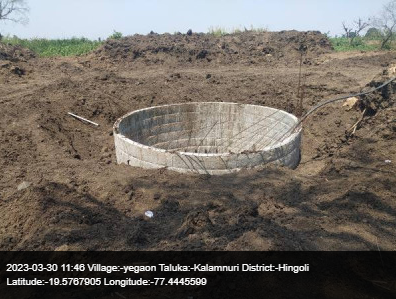 2023-03-30 11:46 Village:-yegaon Taluka:-Kalamnuri District:-Hingoli
Latitude:-19.5767905 Longitude:-77.4445599